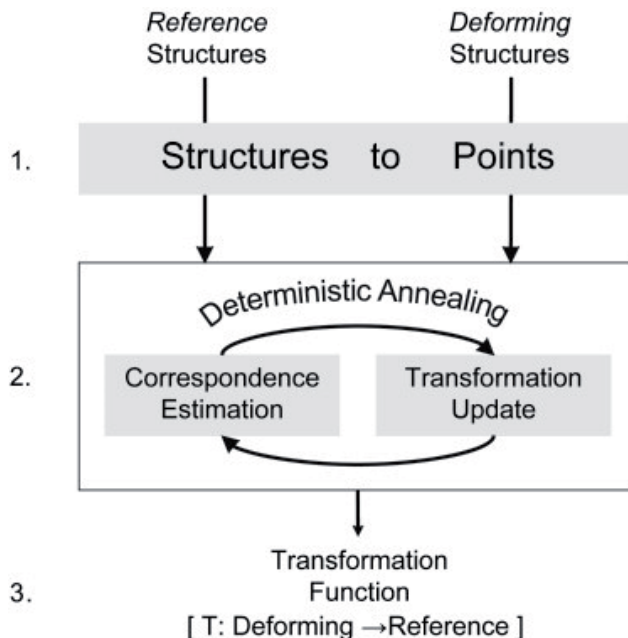 Reference
Structures
Deforming
Structures
1.
Structures to Points
Deterministic Annealing
2.
Correspondence
Estimation
Transformation
Update
3.
Transformation
Function
[ T: Deforming →Reference ]